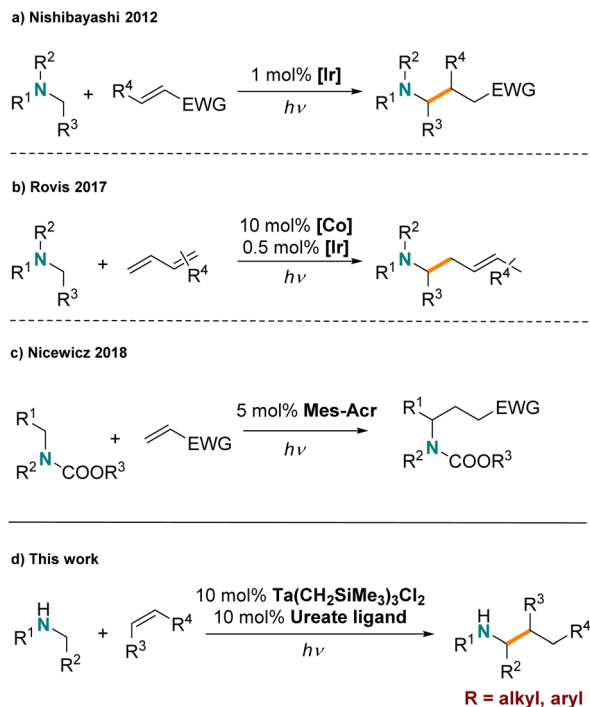 a) Nishibayashi 2012
R² R⁴
N + R⁴ EWG 1 mol% [Ir] N EWG
R¹ hν R¹
R³ R³
b) Rovis 2017
R² 10 mol% [Co] R²
N + 0.5 mol% [Ir] N
R¹ R⁴ hν R¹ R⁴
R³ R³
c) Nicewicz 2018
R¹ 5 mol% Mes-Acr R¹ EWG
N + EWG hν N
R² COOR³ R² COOR³
d) This work
10 mol% Ta(CH₂SiMe₃)₃Cl₂
H 10 mol% Ureate ligand H R³
R¹ N + R⁴ hν R¹ N R⁴
R² R³ R²
R = alkyl, aryl